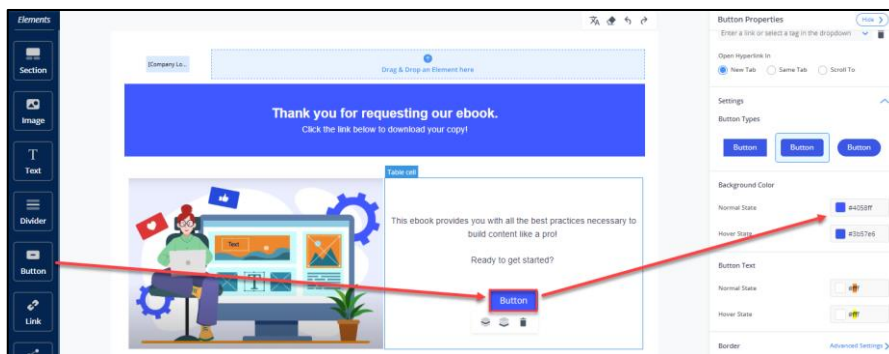 Elements
Section
Image
T
Text
Divider
Button
Link
[Company Lo...
Drag & Drop an Element here
Thank you for requesting our ebook.
Click the link below to download your copy!
Table cell
Text
T
This ebook provides you with all the best practices necessary to
build content like a pro!
Ready to get started?
Button
Button Properties
Hide
Enter a link or select a tag in the dropdown
Open Hyperlink In
New Tab Same Tab Scroll To
Settings
Button Types
Button Button Button
Background Color
Normal State #4058ff
Hover State #3b57e6
Button Text
Normal State #fff
Hover State #fff
Border Advanced Settings